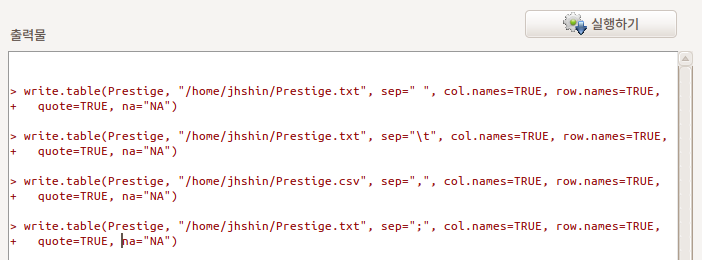 실행하기
출력물
> write.table(Prestige, "/home/jhshin/Prestige.txt", sep=" ", col.names=TRUE, row.names=TRUE,
+   quote=TRUE, na="NA")
> write.table(Prestige, "/home/jhshin/Prestige.txt", sep="\t", col.names=TRUE, row.names=TRUE,
+   quote=TRUE, na="NA")
> write.table(Prestige, "/home/jhshin/Prestige.csv", sep=",", col.names=TRUE, row.names=TRUE,
+   quote=TRUE, na="NA")
> write.table(Prestige, "/home/jhshin/Prestige.txt", sep=";", col.names=TRUE, row.names=TRUE,
+   quote=TRUE, na="NA")